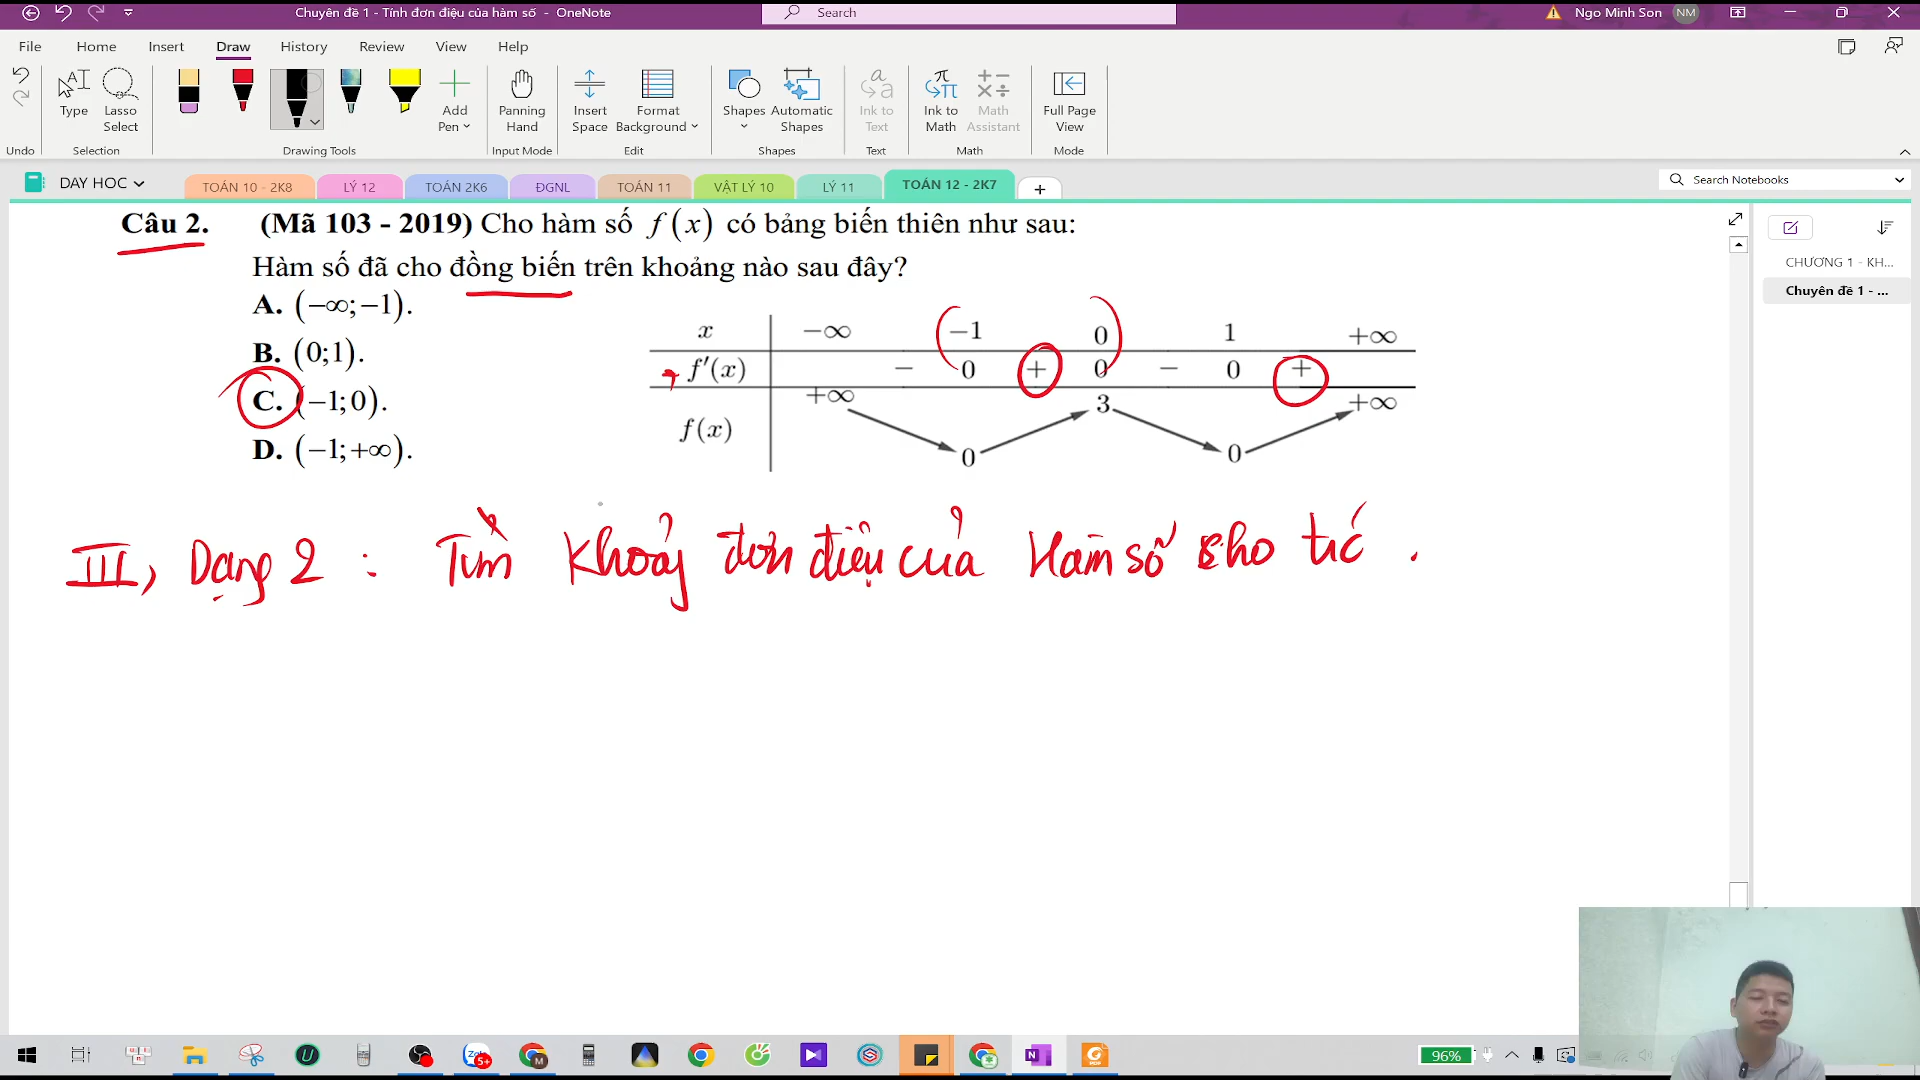 Chuyên đề 1 - Tính đơn điệu của hàm số - OneNote
Search
Ngo Minh Son
NM
File Home Insert Draw History Review View Help
Type
Lasso Select
Add Pen
Panning Hand
Insert Space
Format Background
Shapes
Automatic Shapes
Ink to Text
Ink to Math
Math Assistant
Full Page View
Undo Selection Drawing Tools Input Mode Edit Shapes Text Math Mode
DAY HOC
TOÁN 10 - 2K8
LÝ 12
TOÁN 2K6
ĐGNL
TOÁN 11
VẬT LÝ 10
LÝ 11
TOÁN 12 - 2K7
+
Search Notebooks
CHƯƠNG 1 - KH...
Chuyên đề 1 - ...
Câu 2. (Mã 103 - 2019) Cho hàm số f(x) có bảng biến thiên như sau:
Hàm số đã cho đồng biến trên khoảng nào sau đây?
A. (−∞;−1).
B. (0;1).
C. (−1;0).
D. (−1;+∞).
x −∞ −1 0 1 +∞
f′(x) − 0 + 0 − 0 +
f(x) +∞ 0 3 0 +∞
III, Dạng 2 : Tìm khoảng đơn điệu của Hàm số cho trước.
96%